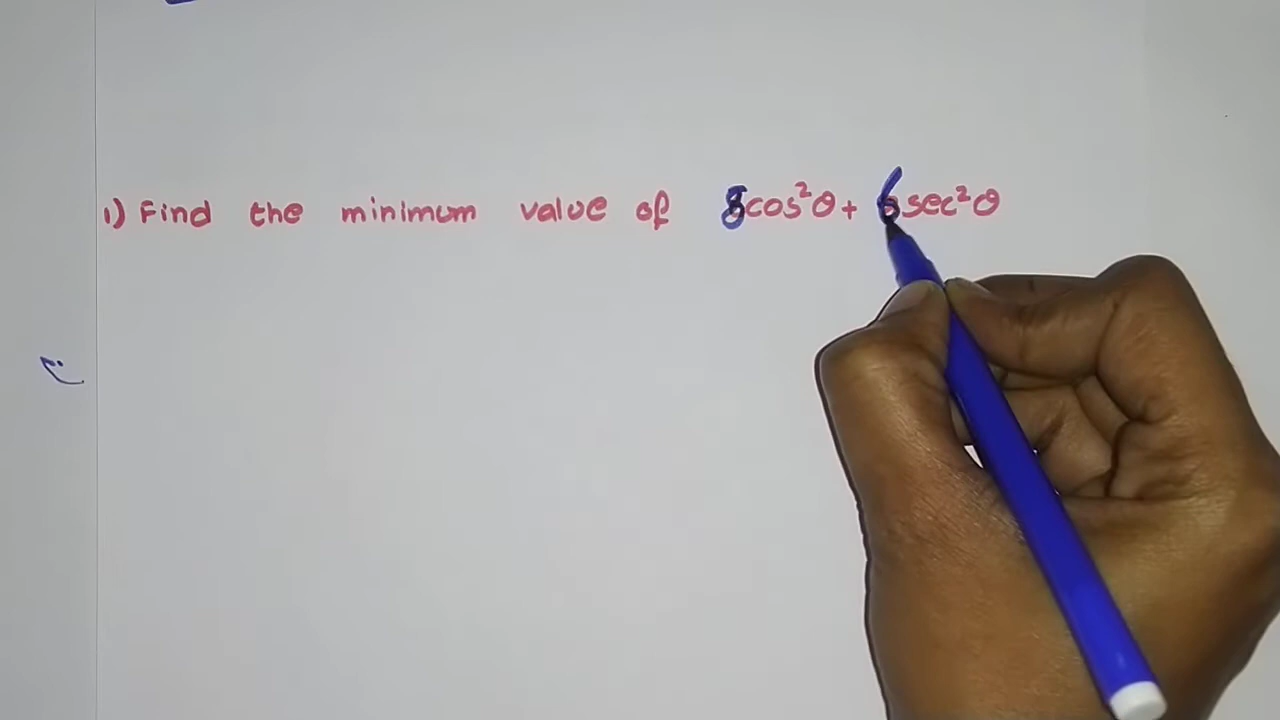 1) Find the minimum value of 8cos²θ + 6sec²θ